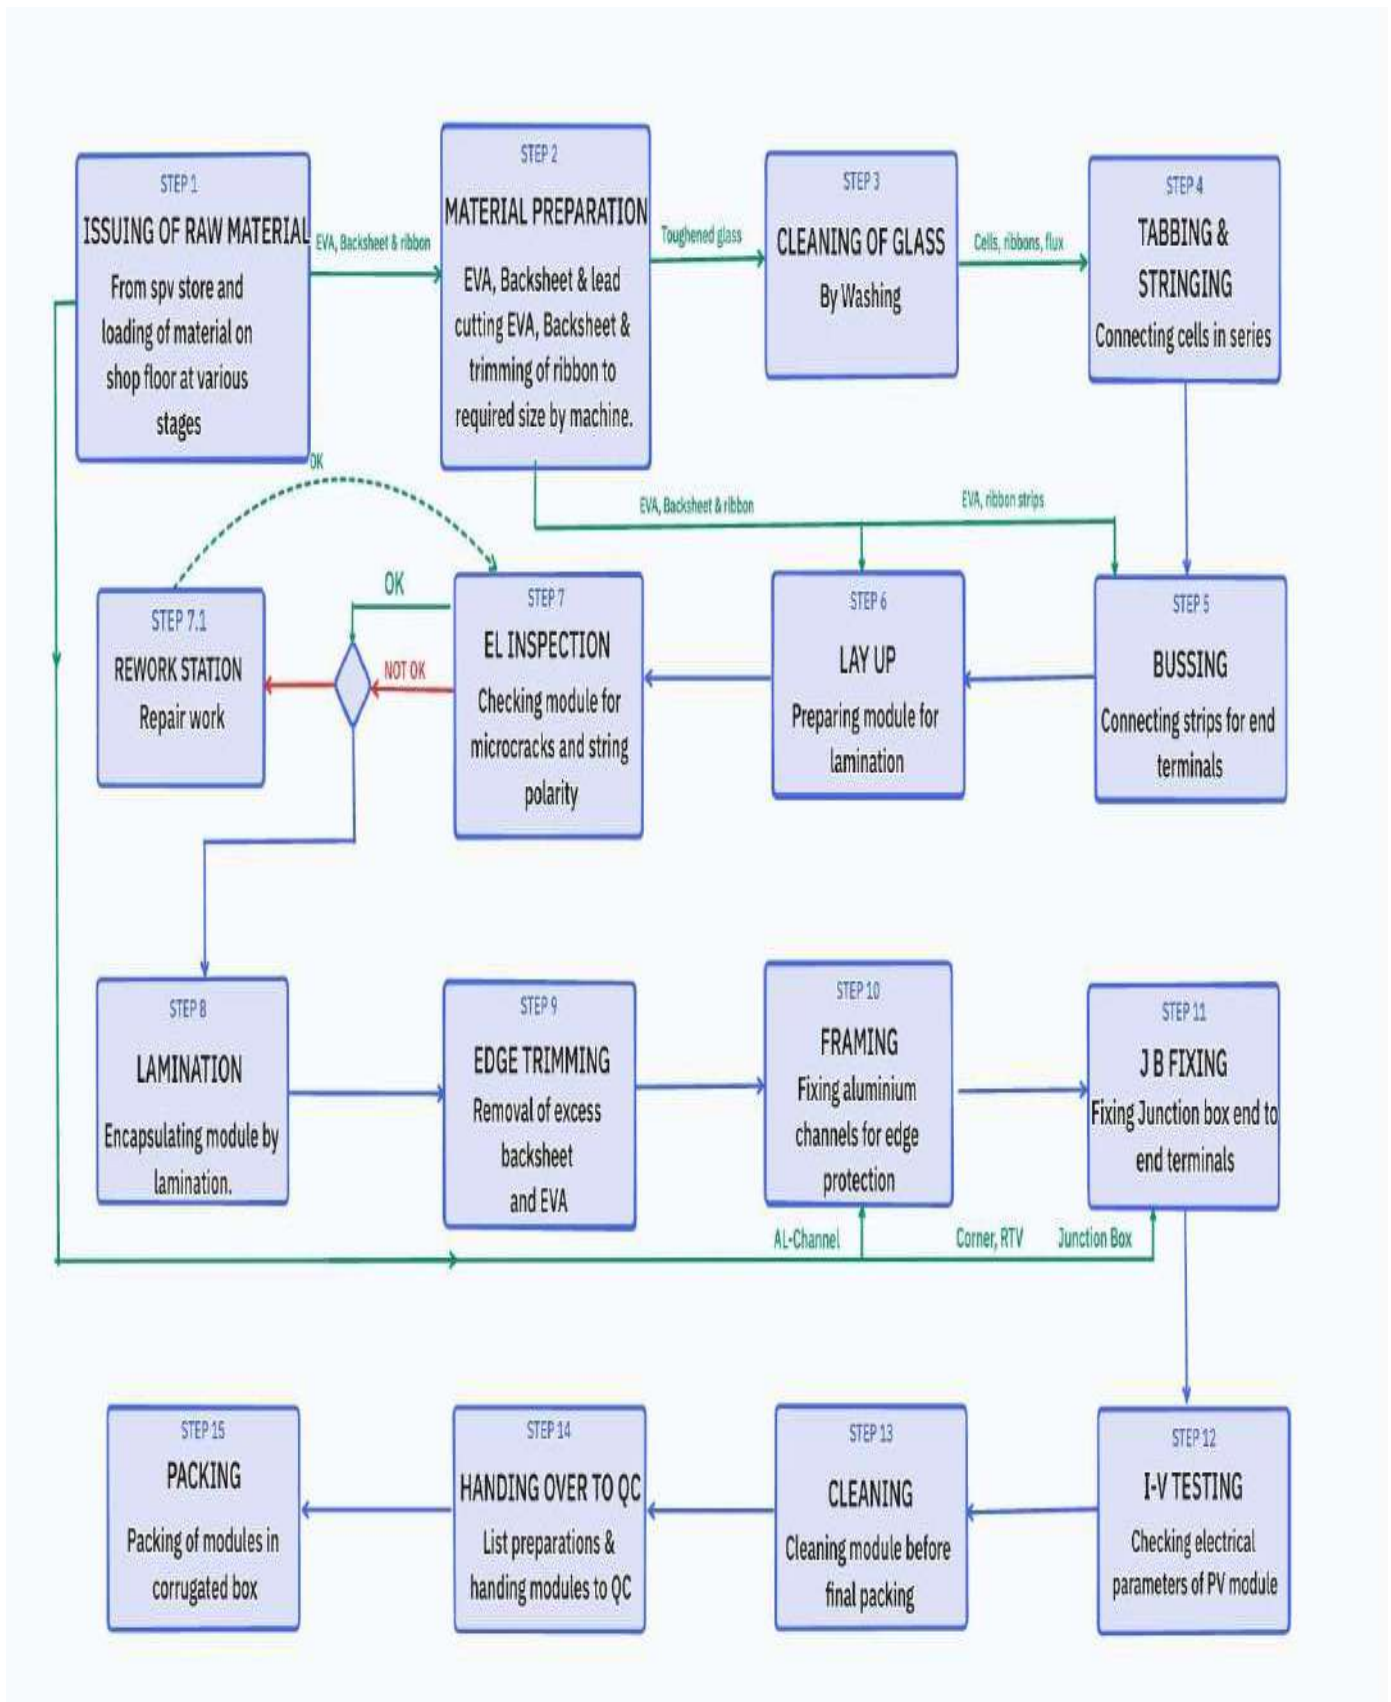 STEP 1
ISSUING OF RAW MATERIAL
From spv store and
loading of material on
shop floor at various
stages
EVA, Backsheet & ribbon
STEP 2
MATERIAL PREPARATION
EVA, Backsheet & lead
cutting EVA, Backsheet &
trimming of ribbon to
required size by machine.
Toughened glass
STEP 3
CLEANING OF GLASS
By Washing
Cells, ribbons, flux
STEP 4
TABBING &
STRINGING
Connecting cells in series
EVA, Backsheet & ribbon
EVA, ribbon strips
STEP 5
BUSSING
Connecting strips for end
terminals
STEP 6
LAY UP
Preparing module for
lamination
STEP 7
EL INSPECTION
Checking module for
microcracks and string
polarity
OK
NOT OK
OK
STEP 7.1
REWORK STATION
Repair work
STEP 8
LAMINATION
Encapsulating module by
lamination.
STEP 9
EDGE TRIMMING
Removal of excess
backsheet
and EVA
STEP 10
FRAMING
Fixing aluminium
channels for edge
protection
STEP 11
J B FIXING
Fixing Junction box end to
end terminals
AL-Channel
Corner, RTV
Junction Box
STEP 12
I-V TESTING
Checking electrical
parameters of PV module
STEP 13
CLEANING
Cleaning module before
final packing
STEP 14
HANDING OVER TO QC
List preparations &
handing modules to QC
STEP 15
PACKING
Packing of modules in
corrugated box